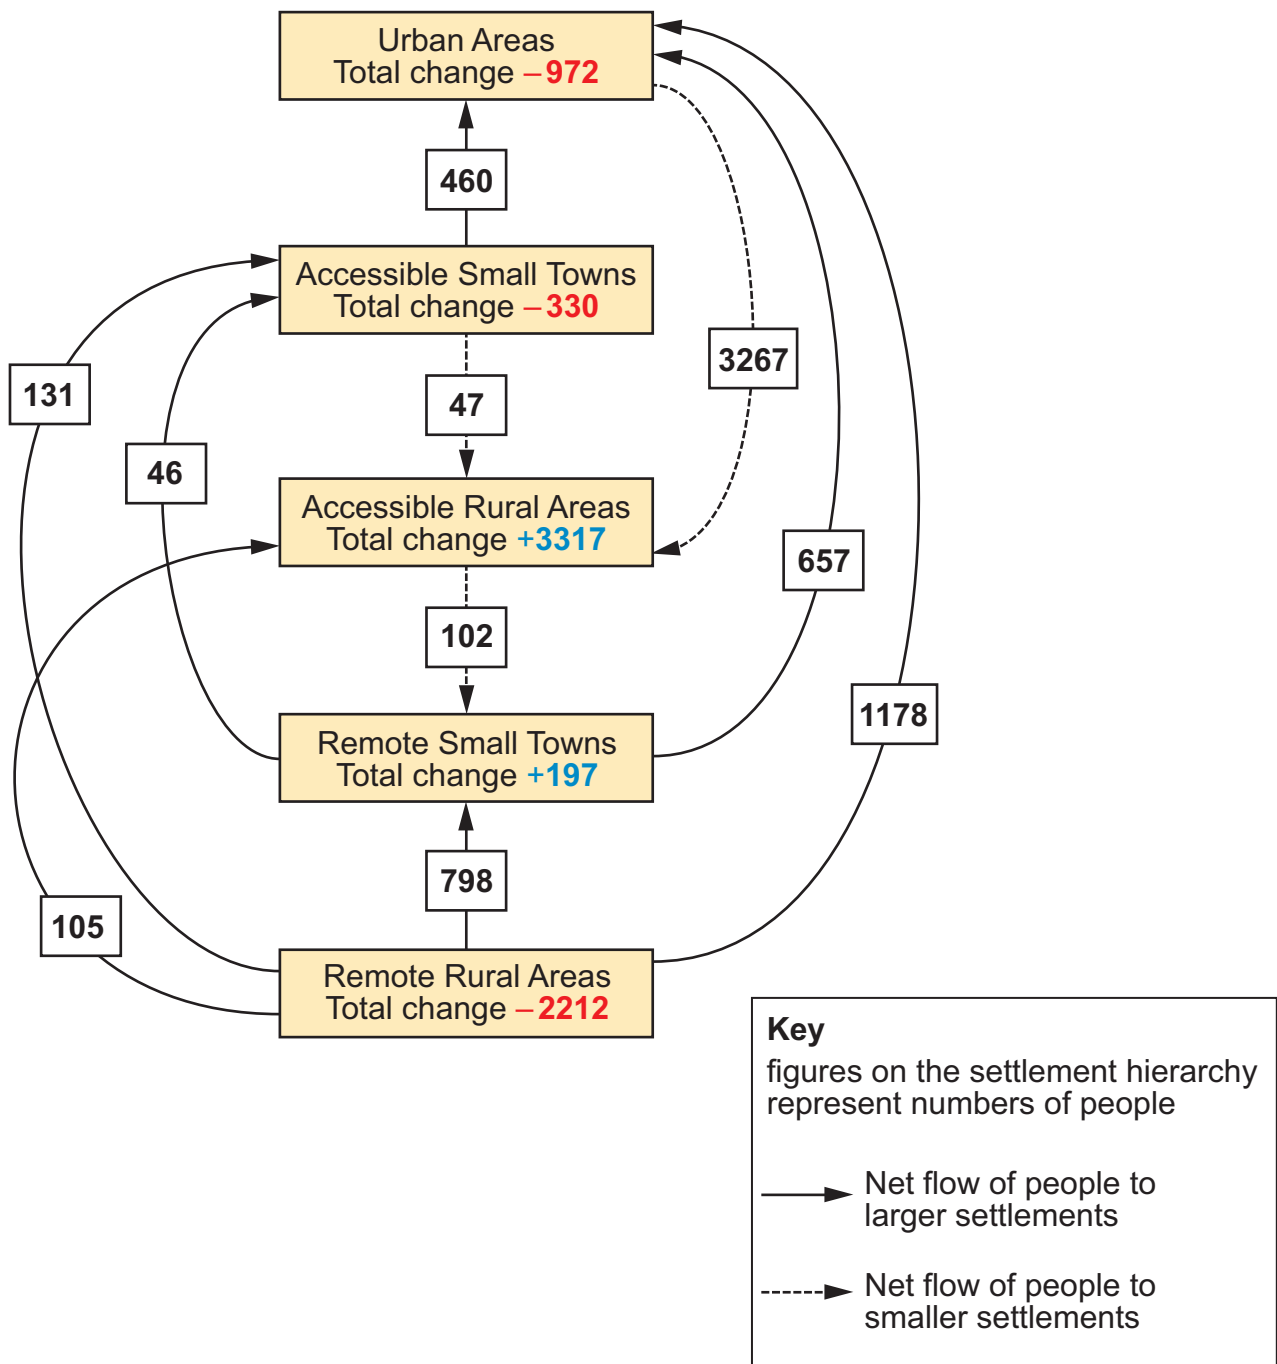 Urban Areas
Total change –972
460
Accessible Small Towns
Total change –330
3267
131
47
46
Accessible Rural Areas
Total change +3317
657
102
1178
Remote Small Towns
Total change +197
798
105
Remote Rural Areas
Total change –2212
Key
figures on the settlement hierarchy
represent numbers of people
Net flow of people to
larger settlements
Net flow of people to
smaller settlements